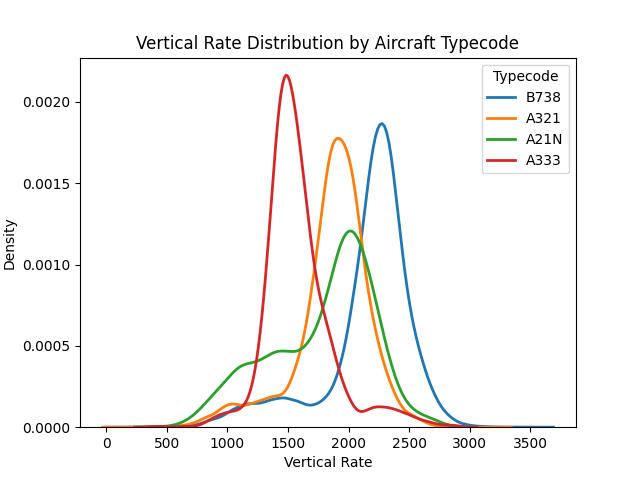 Vertical Rate Distribution by Aircraft Typecode
Typecode
B738
A321
A21N
A333
Density
0.0020
0.0015
0.0010
0.0005
0.0000
0 500 1000 1500 2000 2500 3000 3500
Vertical Rate